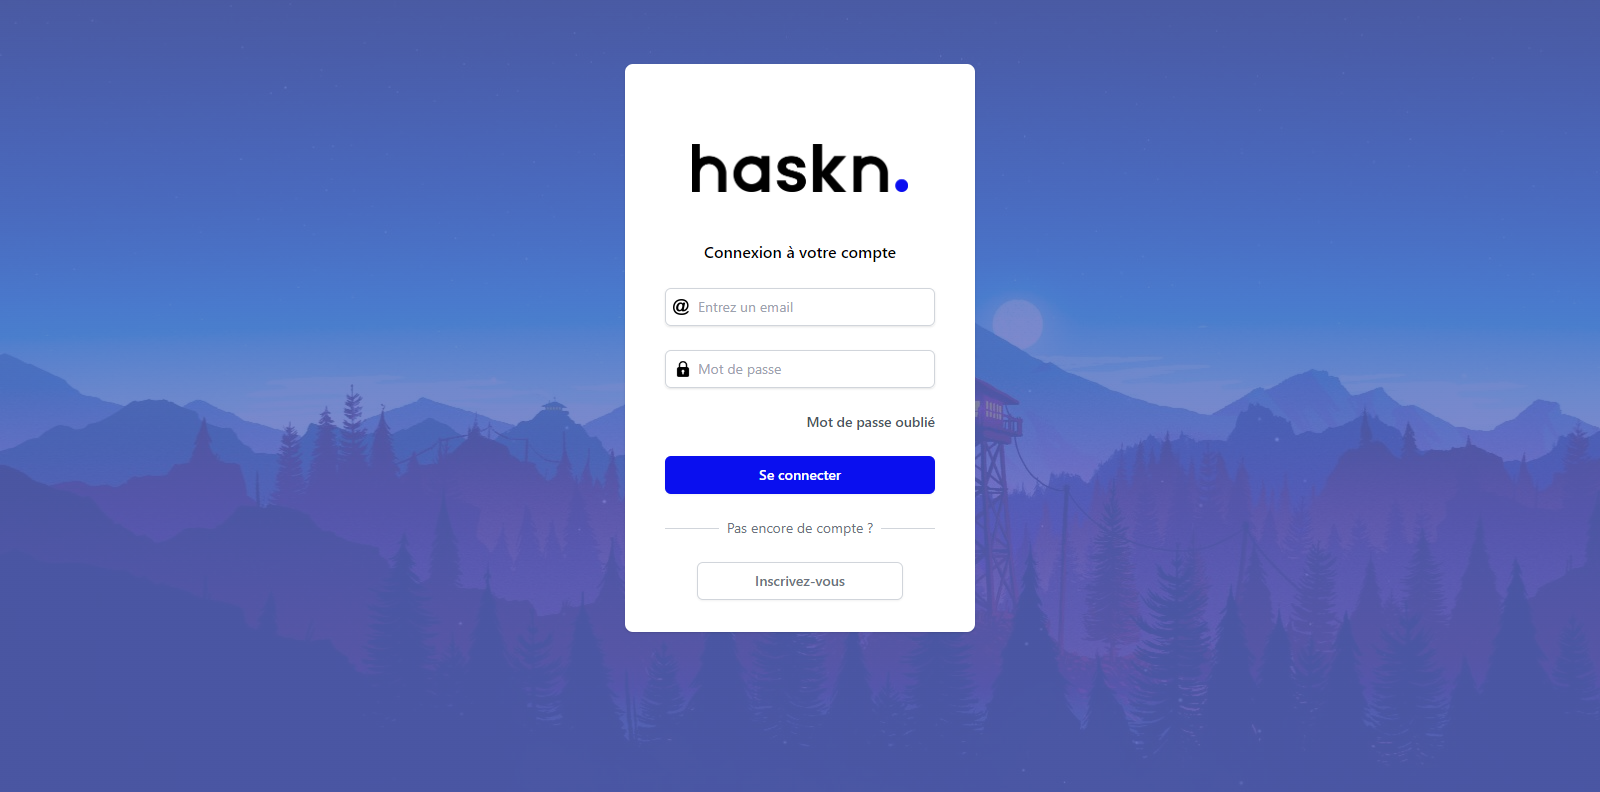 haskn.
Connexion à votre compte
Entrez un email
Mot de passe
Mot de passe oublié
Se connecter
Pas encore de compte ?
Inscrivez-vous